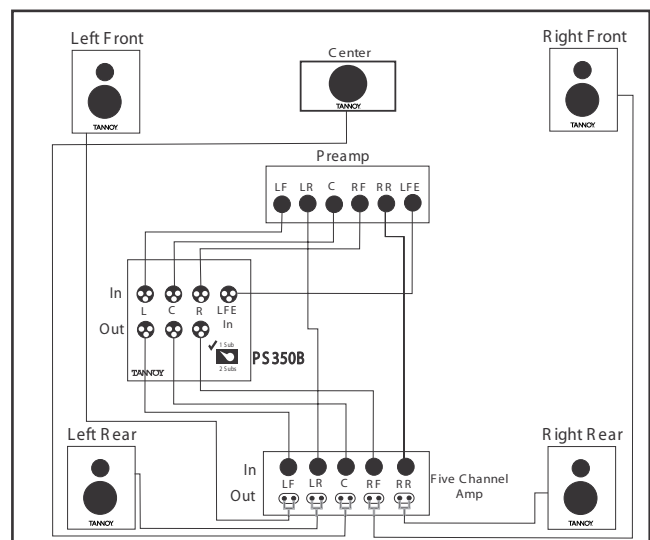 Left Front
Center
Right Front
TANNOY
TANNOY
TANNOY
Preamp
LF LR C RF RR LFE
In
L C R LFE
In
Out
✓ 1 Sub
2 Subs
PS350B
TANNOY
Left Rear
Right Rear
In
LF LR C RF RR
Out
Five Channel
Amp
TANNOY
TANNOY